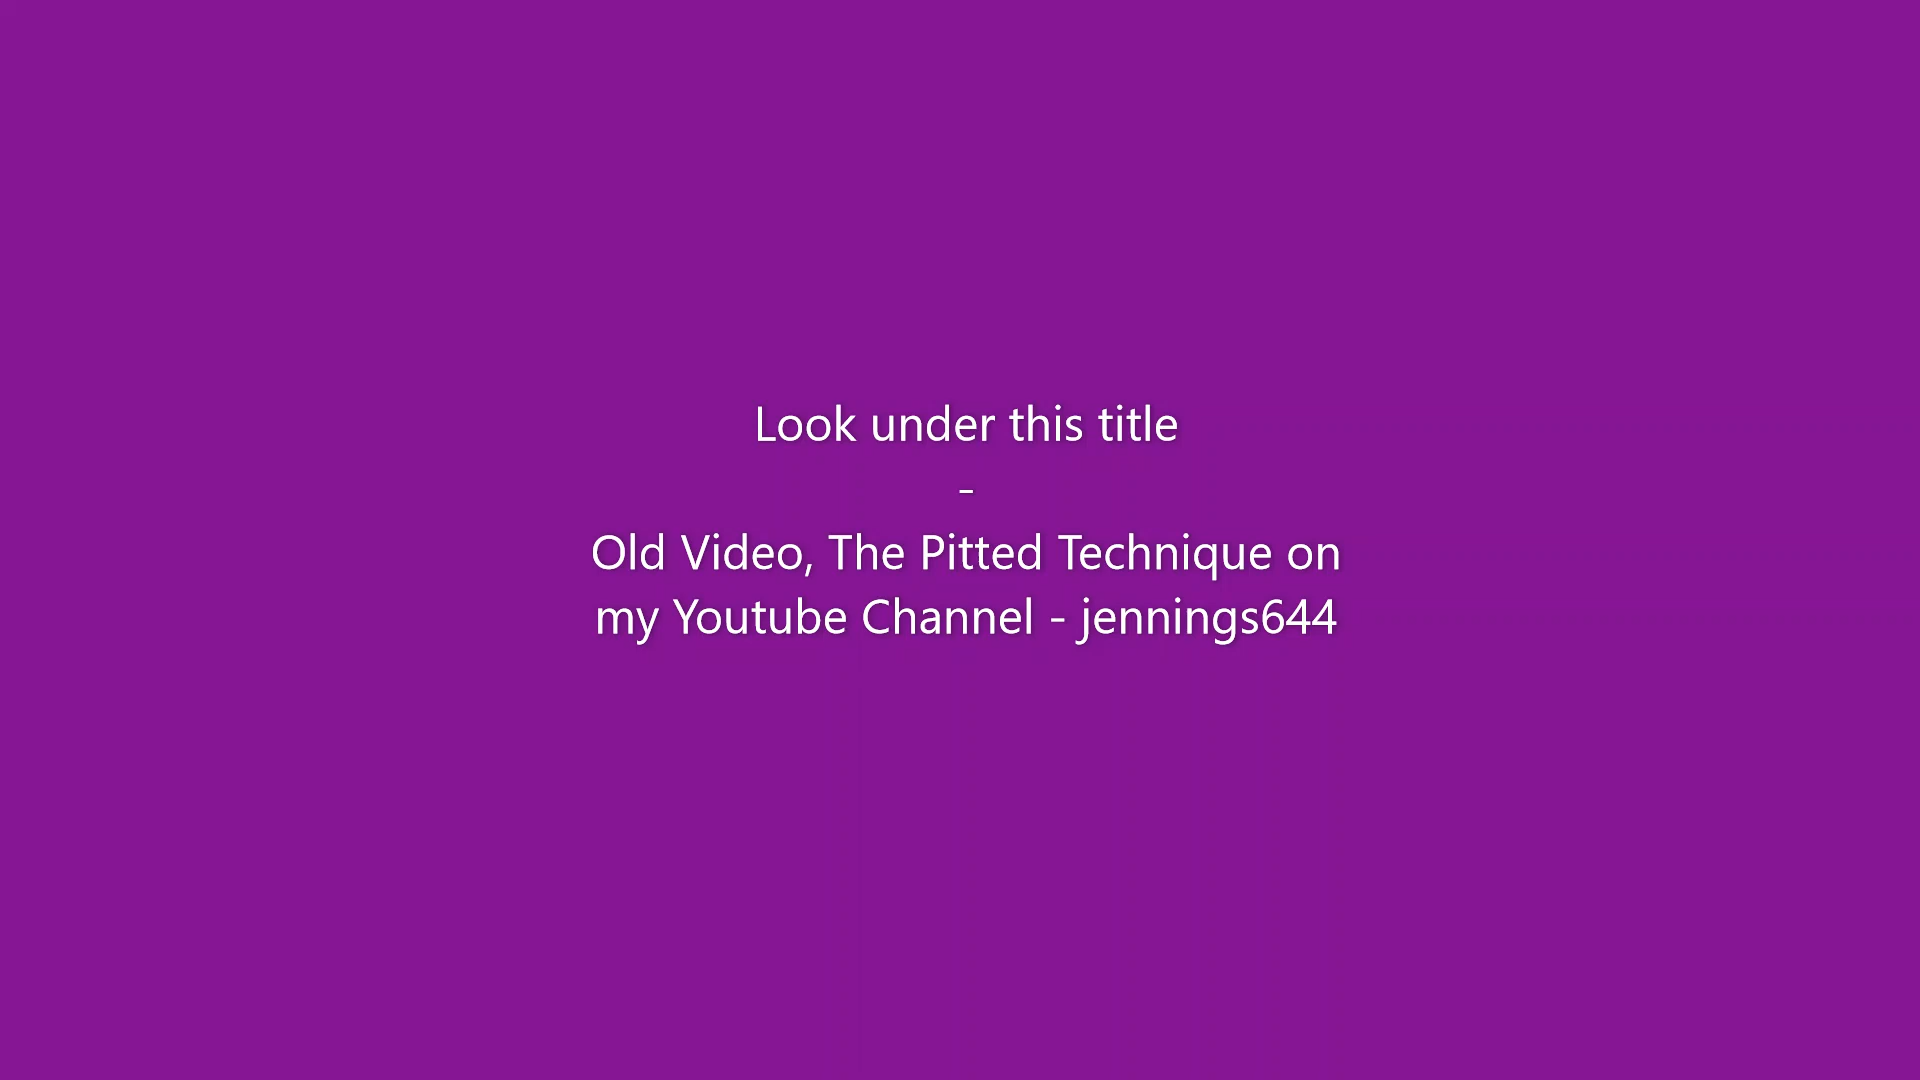 Look under this title
-
Old Video, The Pitted Technique on
my Youtube Channel - jennings644